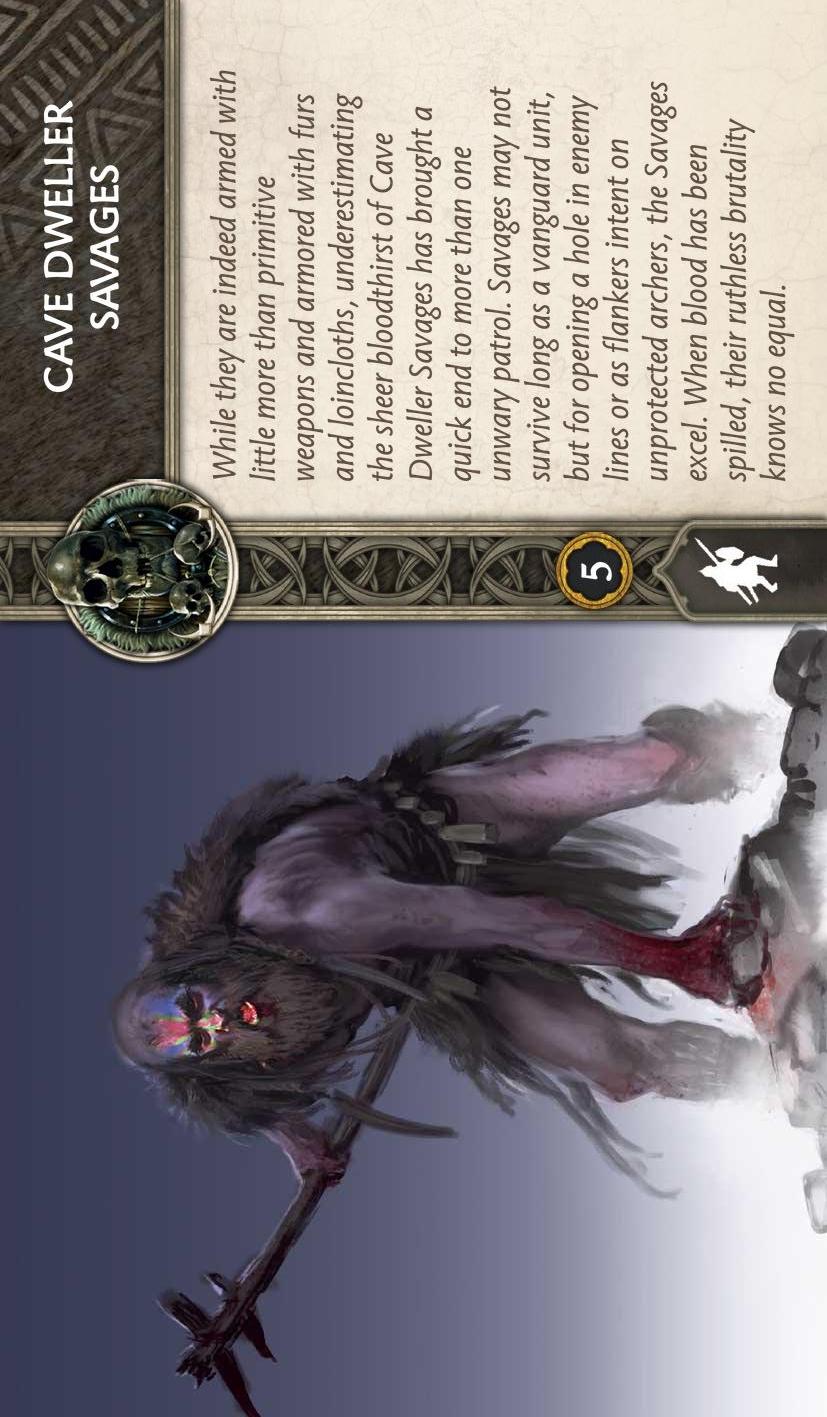 CAVE DWELLER
SAVAGES
While they are indeed armed with
little more than primitive
weapons and armored with furs
and loincloths, underestimating
the sheer bloodthirst of Cave
Dweller Savages has brought a
quick end to more than one
unwary patrol. Savages may not
survive long as a vanguard unit,
but for opening a hole in enemy
lines or as flankers intent on
unprotected archers, the Savages
excel. When blood has been
spilled, their ruthless brutality
knows no equal.
5